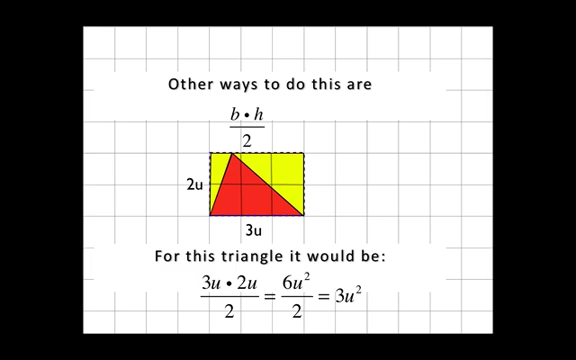 Other ways to do this are
b • h
2
2u
3u
For this triangle it would be:
3u • 2u / 2 = 6u² / 2 = 3u²